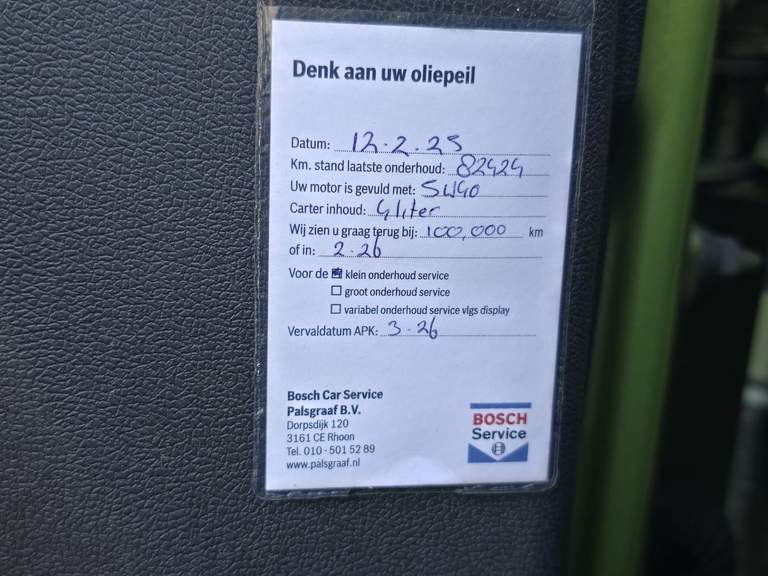 Denk aan uw oliepeil
Datum: 12.2.25
Km. stand laatste onderhoud: 82424
Uw motor is gevuld met: 5W40
Carter inhoud: 4 liter
Wij zien u graag terug bij: 100,000 km
of in: 2-26
Voor de klein onderhoud service
groot onderhoud service
variabel onderhoud service vlgs display
Vervaldatum APK: 3-26
Bosch Car Service
Palsgraaf B.V.
Dorpsdijk 120
3161 CE Rhoon
Tel. 010 - 501 52 89
www.palsgraaf.nl
BOSCH
Service